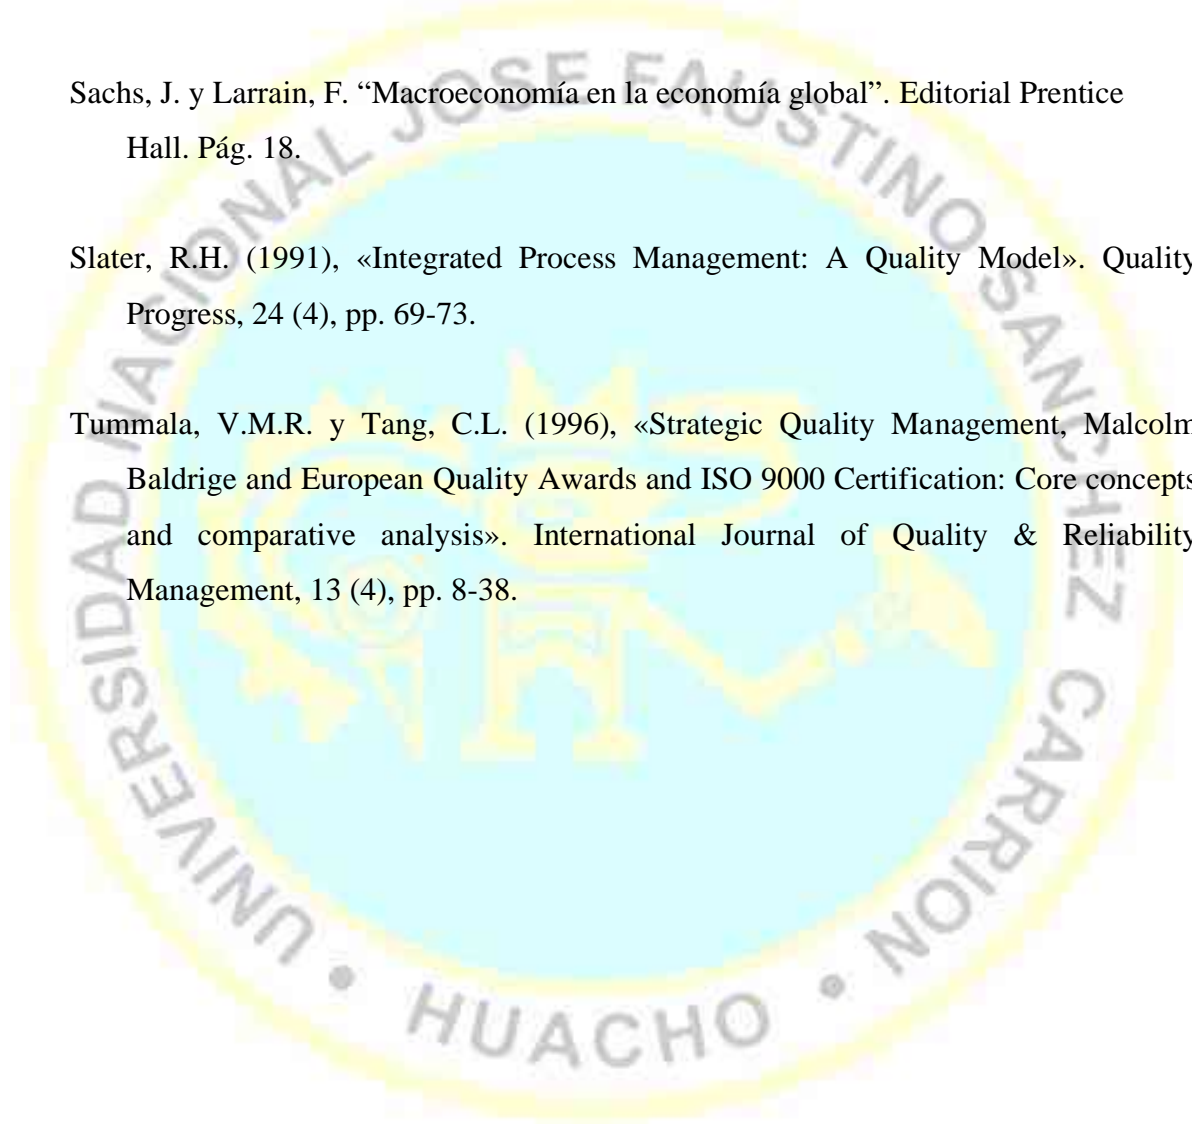 Sachs, J. y Larrain, F. “Macroeconomía en la economía global”. Editorial Prentice
Hall. Pág. 18.
Slater, R.H. (1991), «Integrated Process Management: A Quality Model». Quality
Progress, 24 (4), pp. 69-73.
Tummala, V.M.R. y Tang, C.L. (1996), «Strategic Quality Management, Malcolm
Baldrige and European Quality Awards and ISO 9000 Certification: Core concepts
and comparative analysis». International Journal of Quality & Reliability
Management, 13 (4), pp. 8-38.
UNIVERSIDAD NACIONAL JOSE FAUSTINO SANCHEZ CARRION • HUACHO •